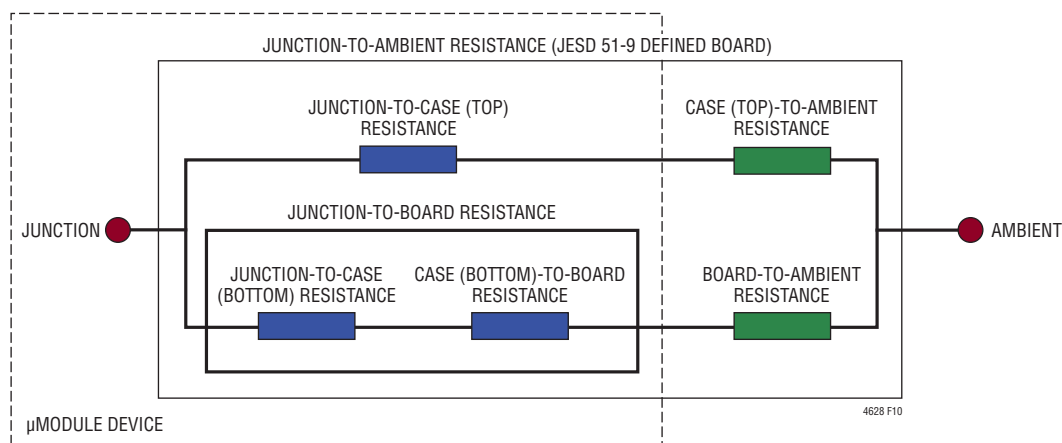 JUNCTION-TO-AMBIENT RESISTANCE (JESD 51-9 DEFINED BOARD)
JUNCTION-TO-CASE (TOP)
RESISTANCE
CASE (TOP)-TO-AMBIENT
RESISTANCE
JUNCTION
JUNCTION-TO-BOARD RESISTANCE
AMBIENT
JUNCTION-TO-CASE
(BOTTOM) RESISTANCE
CASE (BOTTOM)-TO-BOARD
RESISTANCE
BOARD-TO-AMBIENT
RESISTANCE
4628 F10
µMODULE DEVICE